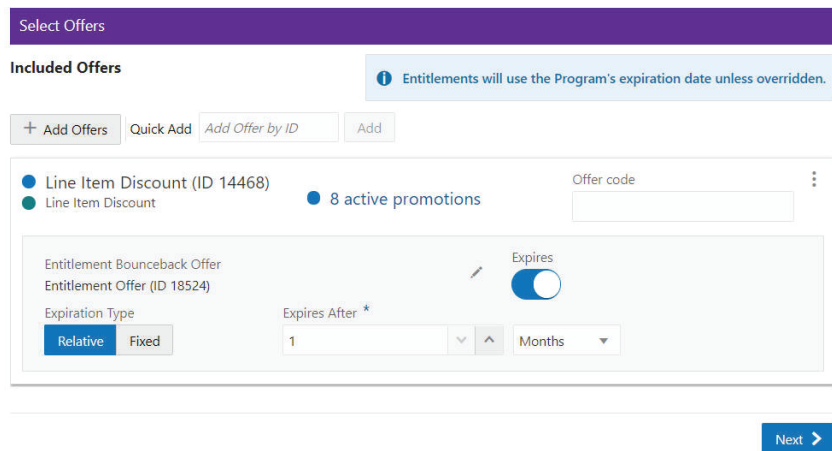 Select Offers
Included Offers
Entitlements will use the Program's expiration date unless overridden.
+ Add Offers Quick Add Add Offer by ID Add
Line Item Discount (ID 14468)
Line Item Discount
8 active promotions
Offer code
Entitlement Bounceback Offer
Entitlement Offer (ID 18524)
Expires
Expiration Type
Relative Fixed
Expires After *
1 Months
Next